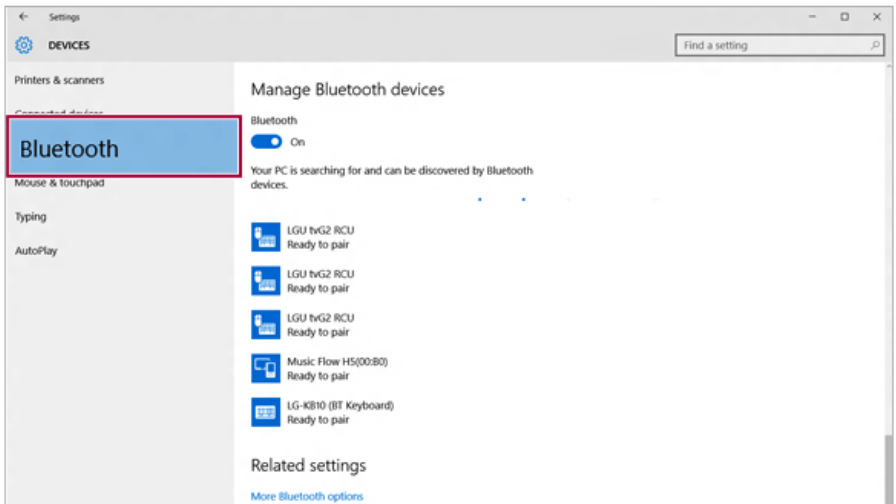 Settings
DEVICES
Find a setting
Printers & scanners
Connected devices
Bluetooth
Mouse & touchpad
Typing
AutoPlay
Manage Bluetooth devices
Bluetooth
On
Your PC is searching for and can be discovered by Bluetooth
devices.
LGU tvG2 RCU
Ready to pair
LGU tvG2 RCU
Ready to pair
LGU tvG2 RCU
Ready to pair
Music Flow H5(00:B0)
Ready to pair
LG-KB10 (BT Keyboard)
Ready to pair
Related settings
More Bluetooth options